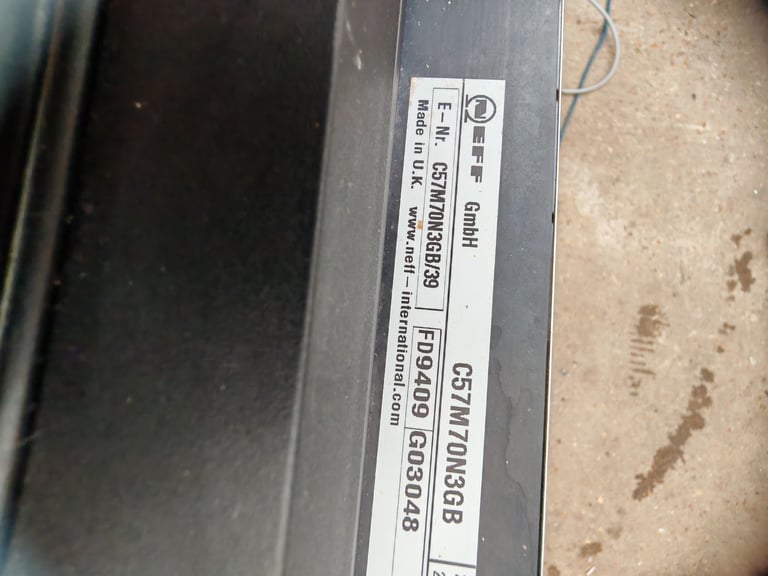 NEFF GmbH C57M70N3GB
E-Nr. C57M70N3GB/39 FD9409 G03048
Made in U.K. www.neff-international.com